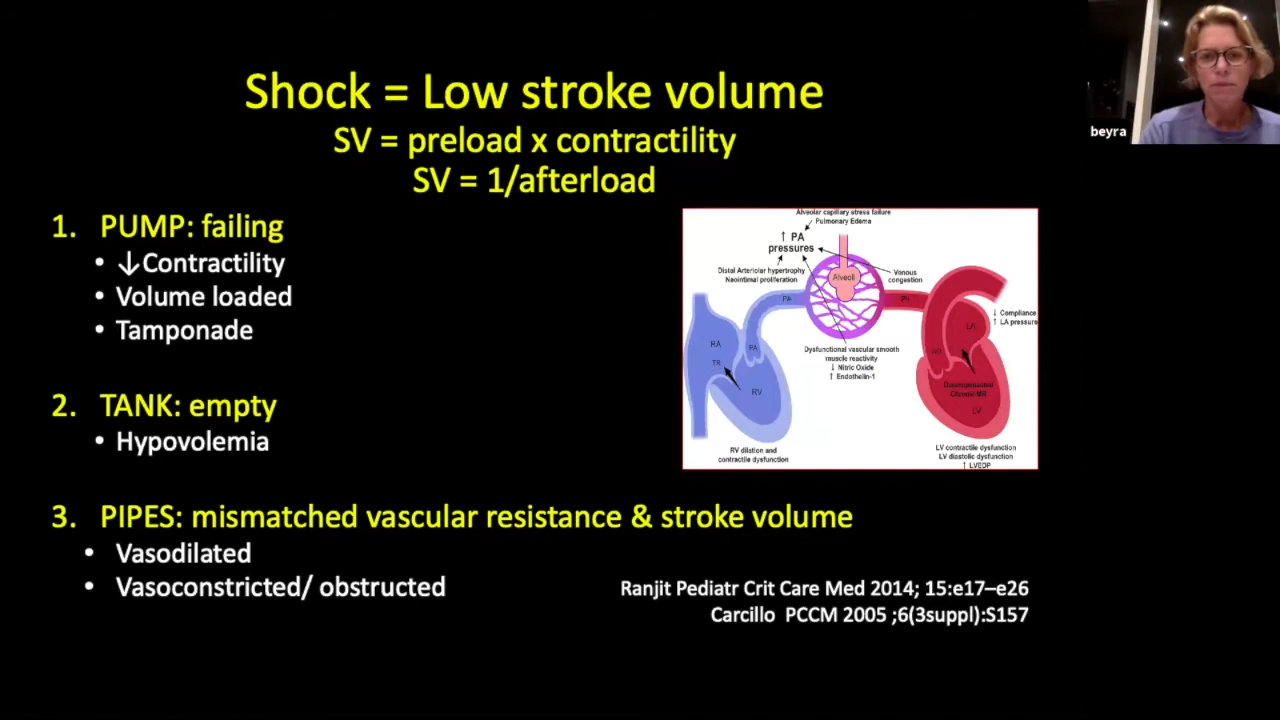 Shock = Low stroke volume
SV = preload x contractility
SV = 1/afterload
beyra
1. PUMP: failing
• ↓Contractility
• Volume loaded
• Tamponade
2. TANK: empty
• Hypovolemia
3. PIPES: mismatched vascular resistance & stroke volume
• Vasodilated
• Vasoconstricted/ obstructed
Alveolar capillary stress failure
Pulmonary Edema
↑ PA
pressures
Distal Arteriolar hypertrophy
Neointimal proliferation
Venous
congestion
Alveoli
PA
RA
PA
TR
RV
Dysfunctional vascular smooth
muscle reactivity
↓ Nitric Oxide
↑ Endothelin-1
RV dilation and
contractile dysfunction
↓ Compliance
↑ LA pressure
LA
LV
LV contractile dysfunction
LV diastolic dysfunction
↑ LVEDP
Ranjit Pediatr Crit Care Med 2014; 15:e17–e26
Carcillo PCCM 2005 ;6(3suppl):S157